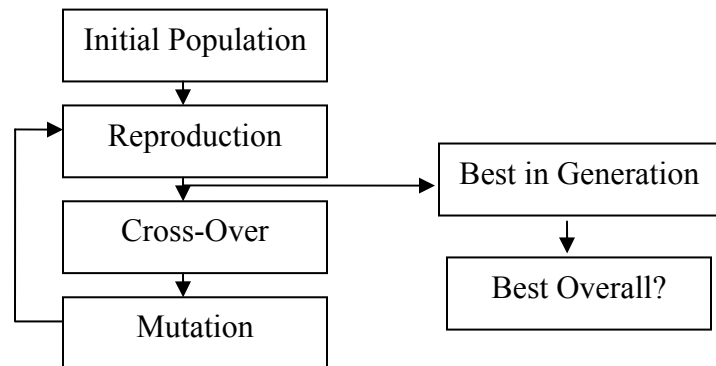 Initial Population
Reproduction
Best in Generation
Cross-Over
Best Overall?
Mutation